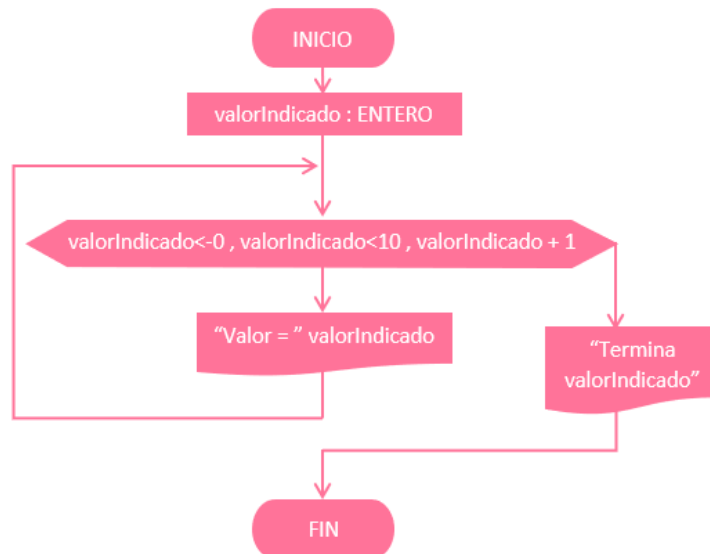 INICIO
valorIndicado : ENTERO
valorIndicado<-0 , valorIndicado<10 , valorIndicado + 1
“Valor = ” valorIndicado
“Termina
valorIndicado”
FIN